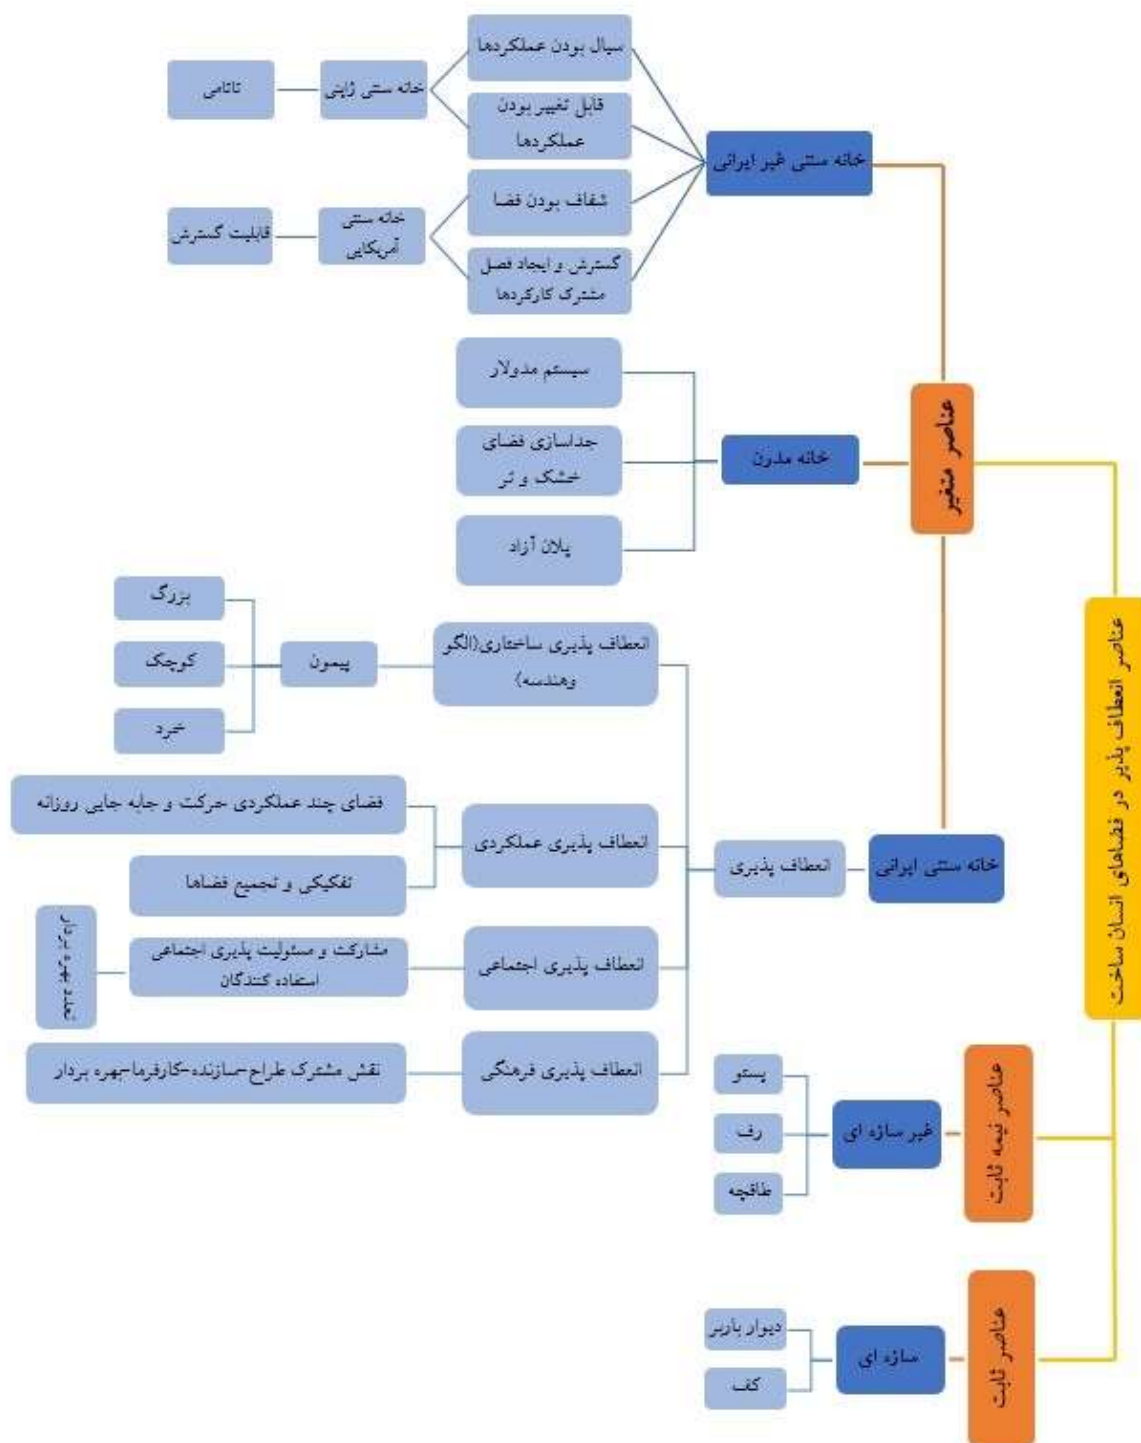 عناصر انعطاف پذیر در فضاهای انسان ساخت
عناصر متغیر
خانه سنتی غیر ایرانی
سیال بودن عملکردها
قابل تغییر بودن
عملکردها
خانه سنتی ژاپنی
تاتامی
شفاف بودن فضا
گسترش و ایجاد فصل
مشترک کارکردها
خانه سنتی
آمریکایی
قابلیت گسترش
خانه مدرن
سیستم مدولار
جداسازی فضای
خشک و تر
پلان آزاد
خانه سنتی ایرانی
انعطاف پذیری
انعطاف پذیری ساختاری(الگو
وهندسه)
پیمون
بزرگ
کوچک
خرد
انعطاف پذیری عملکردی
فضای چند عملکردی حرکت و جابه جایی روزانه
تفکیکی و تجمیع فضاها
انعطاف پذیری اجتماعی
مشارکت و مسئولیت پذیری اجتماعی
استفاده کنندگان
تعدد بهره بردار
انعطاف پذیری فرهنگی
نقش مشترک طراح-سازنده-کارفرما-بهره بردار
عناصر نیمه ثابت
غیر سازه ای
پستو
رف
طاقچه
عناصر ثابت
سازه ای
دیوار باربر
کف